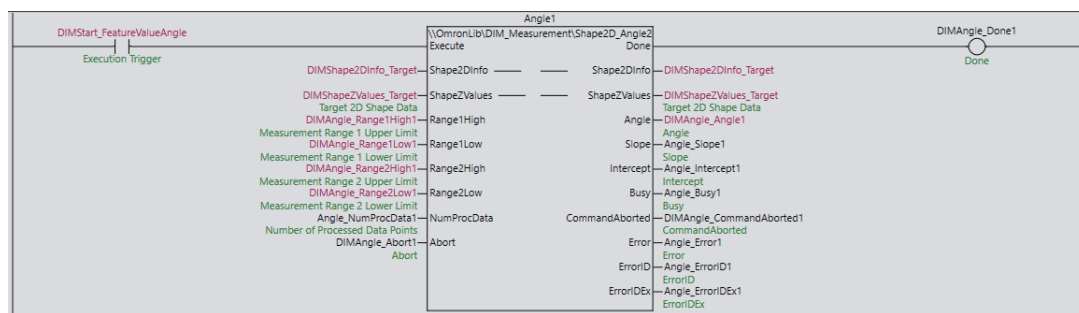 Angle1
DIMStart_FeatureValueAngle \\OmronLib\DIM_Measurement\Shape2D_Angle2 DIMAngle_Done1
Execute Done
Execution Trigger Done
DIMShape2DInfo_Target Shape2DInfo Shape2DInfo DIMShape2DInfo_Target
DIMShapeZValues_Target ShapeZValues ShapeZValues DIMShapeZValues_Target
Target 2D Shape Data Target 2D Shape Data
DIMAngle_Range1High1 Range1High Angle DIMAngle_Angle1
Measurement Range 1 Upper Limit Angle
DIMAngle_Range1Low1 Range1Low Slope Angle_Slope1
Measurement Range 1 Lower Limit Slope
DIMAngle_Range2High1 Range2High Intercept Angle_Intercept1
Measurement Range 2 Upper Limit Intercept
DIMAngle_Range2Low1 Range2Low Busy Angle_Busy1
Measurement Range 2 Lower Limit Busy
Angle_NumProcData1 NumProcData CommandAborted DIMAngle_CommandAborted1
Number of Processed Data Points CommandAborted
DIMAngle_Abort1 Abort Error Angle_Error1
Abort Error
ErrorID Angle_ErrorID1
ErrorID
ErrorIDEx Angle_ErrorIDEx1
ErrorIDEx